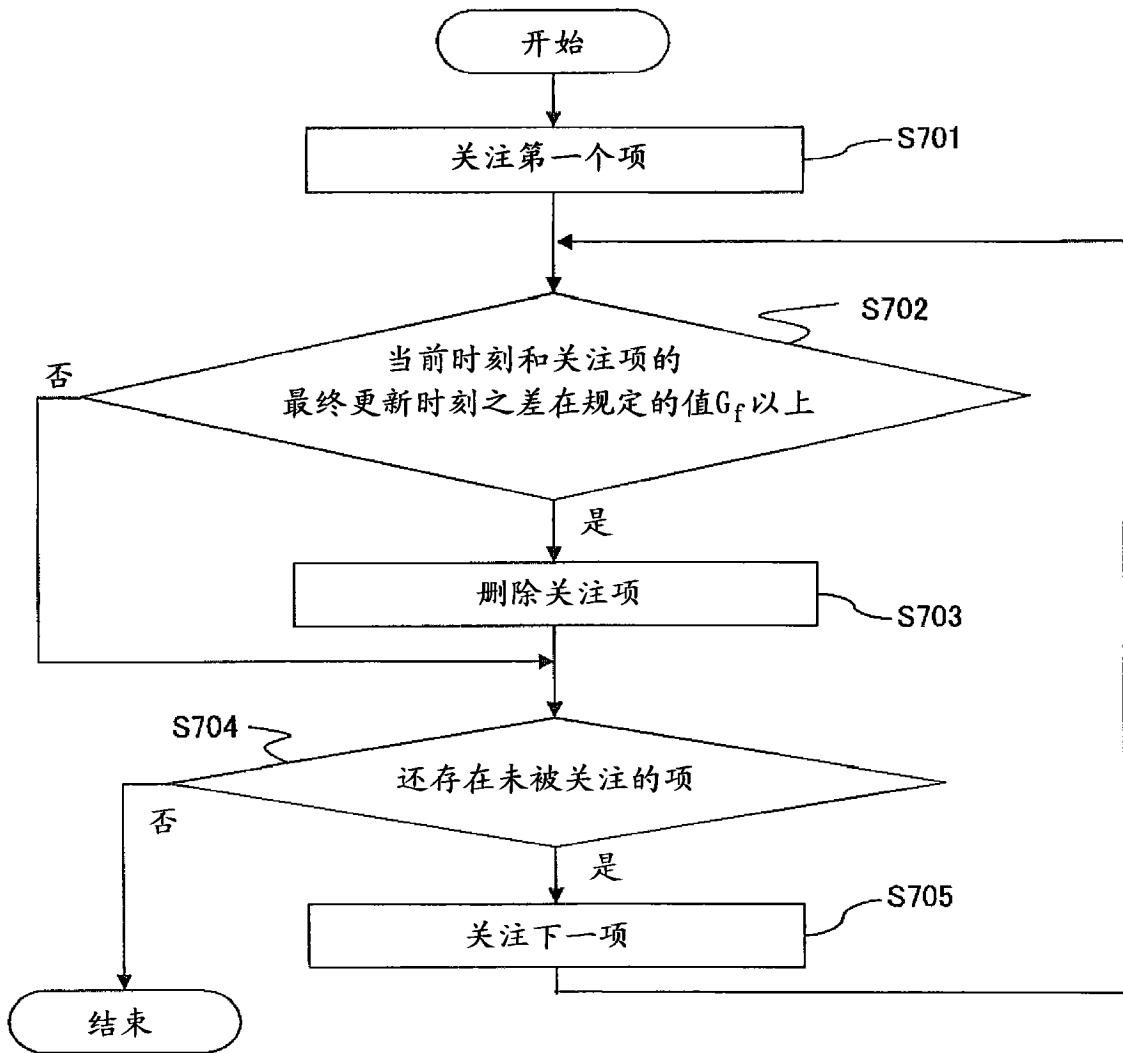 开始
关注第一个项
S701
S702
当前时刻和关注项的
最终更新时刻之差在规定的值Gf以上
否
是
删除关注项
S703
S704
还存在未被关注的项
否
是
关注下一项
S705
结束